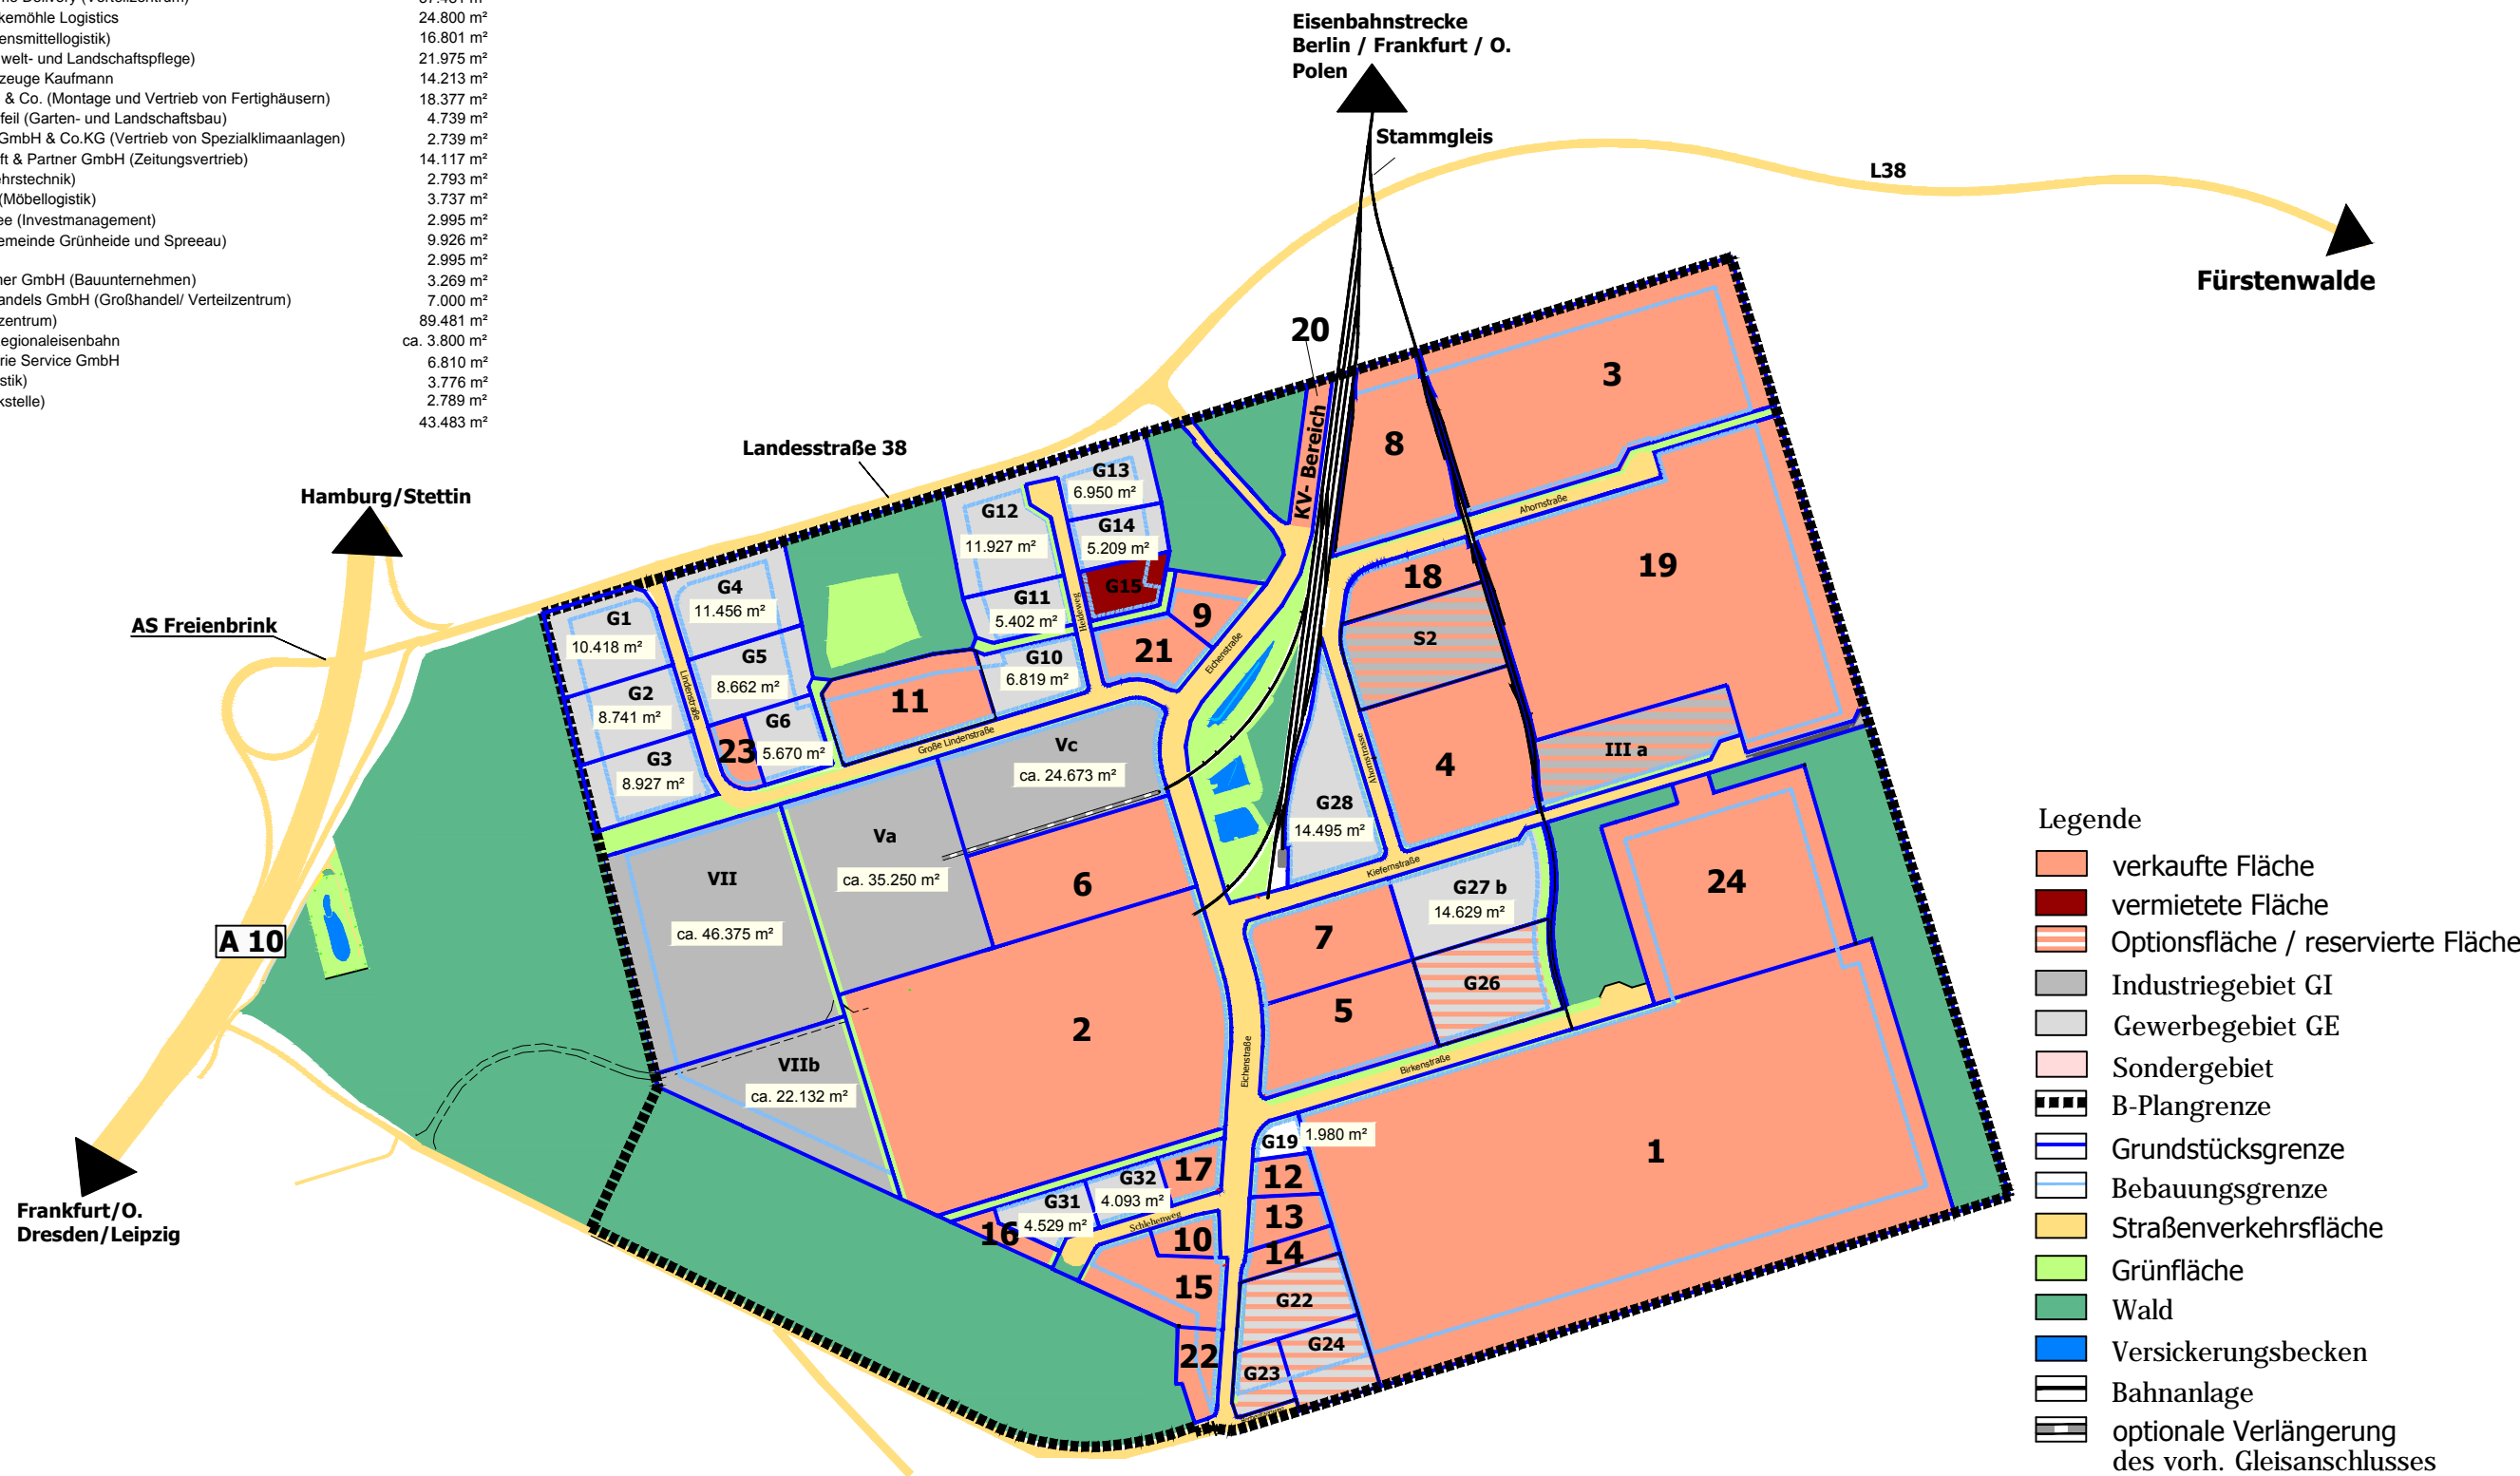 37.481 m²
kemöhle Logistics 24.800 m²
ensmittellogistik) 16.801 m²
welt- und Landschaftspflege) 21.975 m²
zeuge Kaufmann 14.213 m²
& Co. (Montage und Vertrieb von Fertighäusern) 18.377 m²
feil (Garten- und Landschaftsbau) 4.739 m²
GmbH & Co.KG (Vertrieb von Spezialklimaanlagen) 2.739 m²
ft & Partner GmbH (Zeitungsvertrieb) 14.117 m²
ehrstechnik) 2.793 m²
(Möbellogistik) 3.737 m²
ee (Investmanagement) 2.995 m²
emeinde Grünheide und Spreeau) 9.926 m²
2.995 m²
ner GmbH (Bauunternehmen) 3.269 m²
andels GmbH (Großhandel/ Verteilzentrum) 7.000 m²
zentrum) 89.481 m²
egionaleisenbahn ca. 3.800 m²
rie Service GmbH 6.810 m²
stik) 3.776 m²
kstelle) 2.789 m²
43.483 m²
Eisenbahnstrecke
Berlin / Frankfurt / O.
Polen
Stammgleis
L38
Fürstenwalde
Landesstraße 38
Hamburg/Stettin
AS Freienbrink
A 10
Frankfurt/O.
Dresden/Leipzig
20
KV- Bereich
3
8
Ahornstraße
19
18
S2
4
III a
Ahornstrasse
G28
14.495 m²
Kiefernstraße
G27 b
14.629 m²
24
7
G26
5
Birkenstraße
G13
6.950 m²
G12
11.927 m²
G14
5.209 m²
G15
G11
5.402 m²
Heideweg
9
21
Eichenstraße
G10
6.819 m²
11
G4
11.456 m²
G1
10.418 m²
G5
8.662 m²
G2
8.741 m²
Lindenstraße
G6
5.670 m²
23
G3
8.927 m²
Große Lindenstraße
Vc
ca. 24.673 m²
Va
ca. 35.250 m²
VII
ca. 46.375 m²
6
2
VIIb
ca. 22.132 m²
Eichenstraße
G19
1.980 m²
1
17
12
G32
4.093 m²
G31
4.529 m²
Schlehenweg
16
13
10
14
15
G22
G24
22
G23
Legende
verkaufte Fläche
vermietete Fläche
Optionsfläche / reservierte Fläche
Industriegebiet GI
Gewerbegebiet GE
Sondergebiet
B-Plangrenze
Grundstücksgrenze
Bebauungsgrenze
Straßenverkehrsfläche
Grünfläche
Wald
Versickerungsbecken
Bahnanlage
optionale Verlängerung
des vorh. Gleisanschlusses